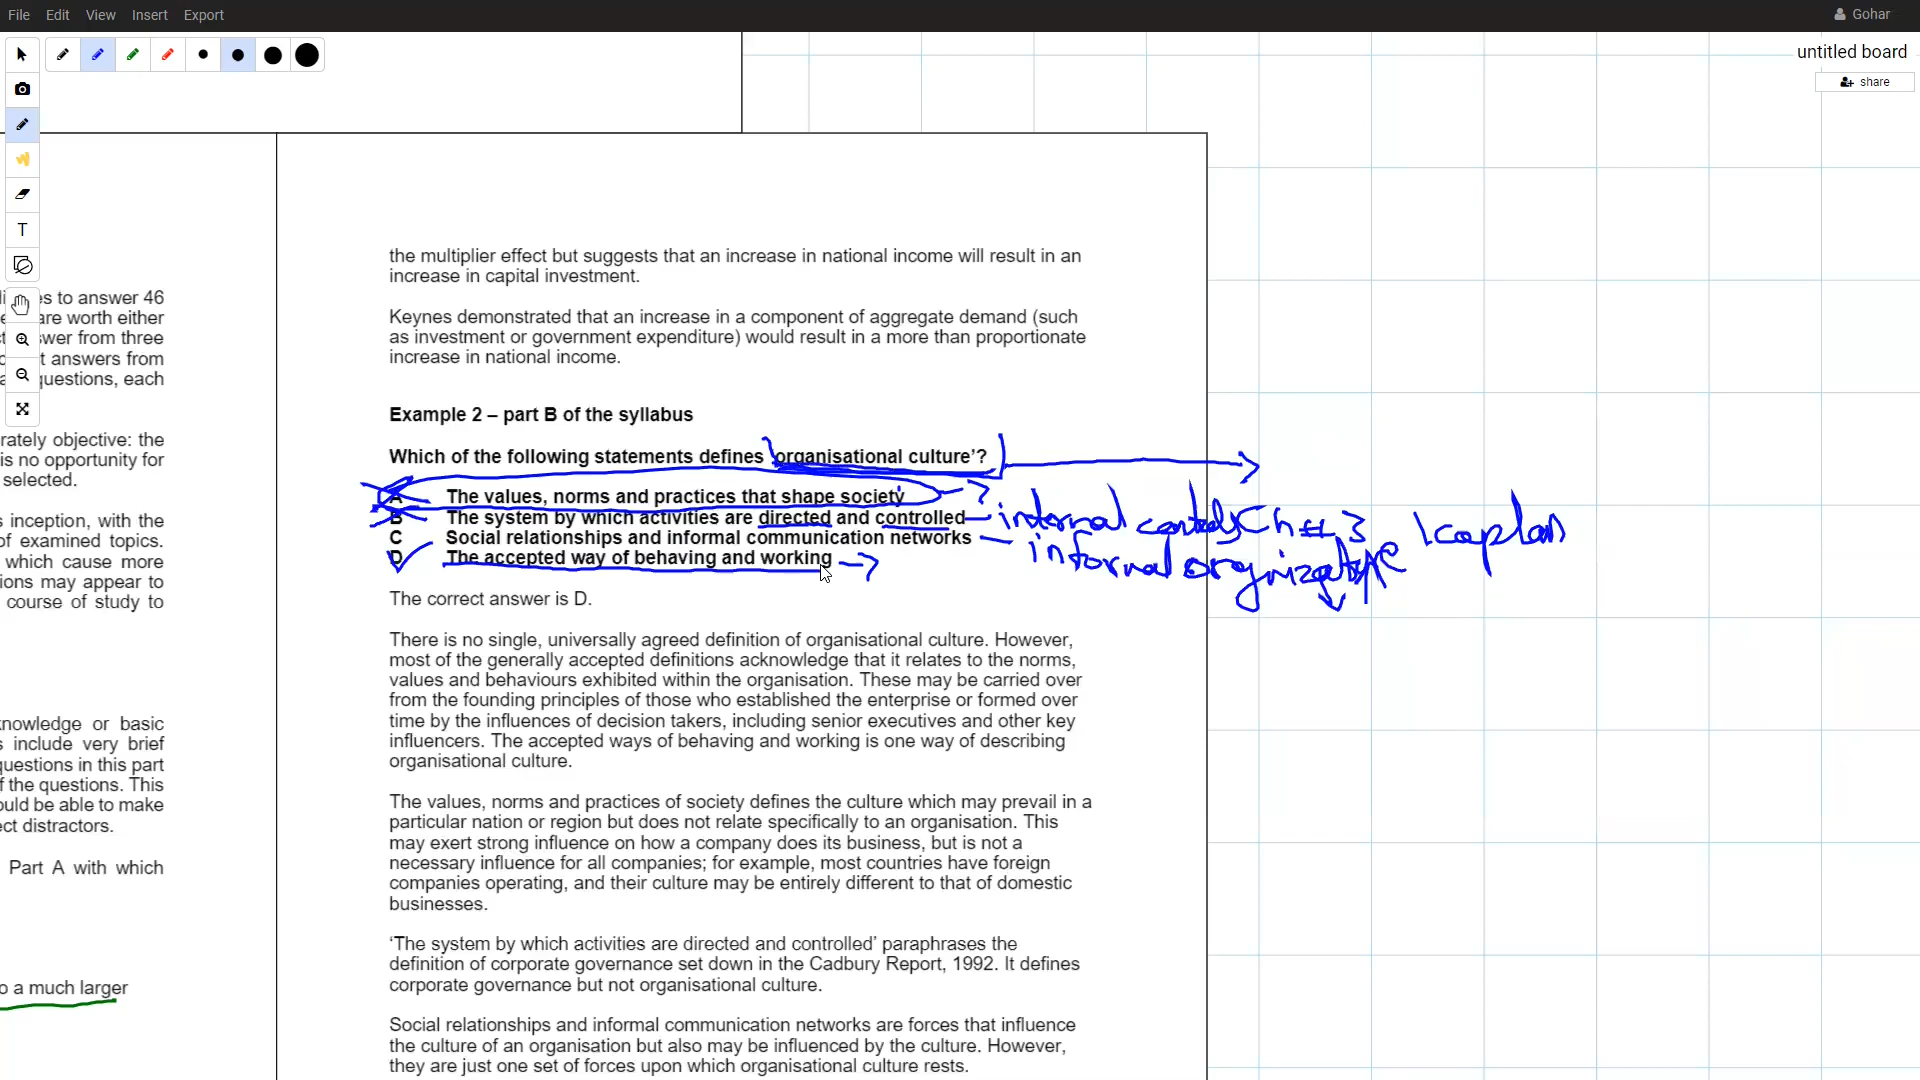 File Edit View Insert Export
Gohar
untitled board
share
T
s to answer 46
are worth either
swer from three
t answers from
questions, each
rately objective: the
is no opportunity for
selected.
s inception, with the
of examined topics.
which cause more
ions may appear to
course of study to
knowledge or basic
s include very brief
questions in this part
f the questions. This
ould be able to make
ect distractors.
Part A with which
o a much larger
the multiplier effect but suggests that an increase in national income will result in an
increase in capital investment.
Keynes demonstrated that an increase in a component of aggregate demand (such
as investment or government expenditure) would result in a more than proportionate
increase in national income.
Example 2 – part B of the syllabus
Which of the following statements defines 'organisational culture'?
A The values, norms and practices that shape society
B The system by which activities are directed and controlled internal controls Ch # 3 kaplan
C Social relationships and informal communication networks informal
D The accepted way of behaving and working
The correct answer is D.
There is no single, universally agreed definition of organisational culture. However,
most of the generally accepted definitions acknowledge that it relates to the norms,
values and behaviours exhibited within the organisation. These may be carried over
from the founding principles of those who established the enterprise or formed over
time by the influences of decision takers, including senior executives and other key
influencers. The accepted ways of behaving and working is one way of describing
organisational culture.
The values, norms and practices of society defines the culture which may prevail in a
particular nation or region but does not relate specifically to an organisation. This
may exert strong influence on how a company does its business, but is not a
necessary influence for all companies; for example, most countries have foreign
companies operating, and their culture may be entirely different to that of domestic
businesses.
‘The system by which activities are directed and controlled’ paraphrases the
definition of corporate governance set down in the Cadbury Report, 1992. It defines
corporate governance but not organisational culture.
Social relationships and informal communication networks are forces that influence
the culture of an organisation but also may be influenced by the culture. However,
they are just one set of forces upon which organisational culture rests.